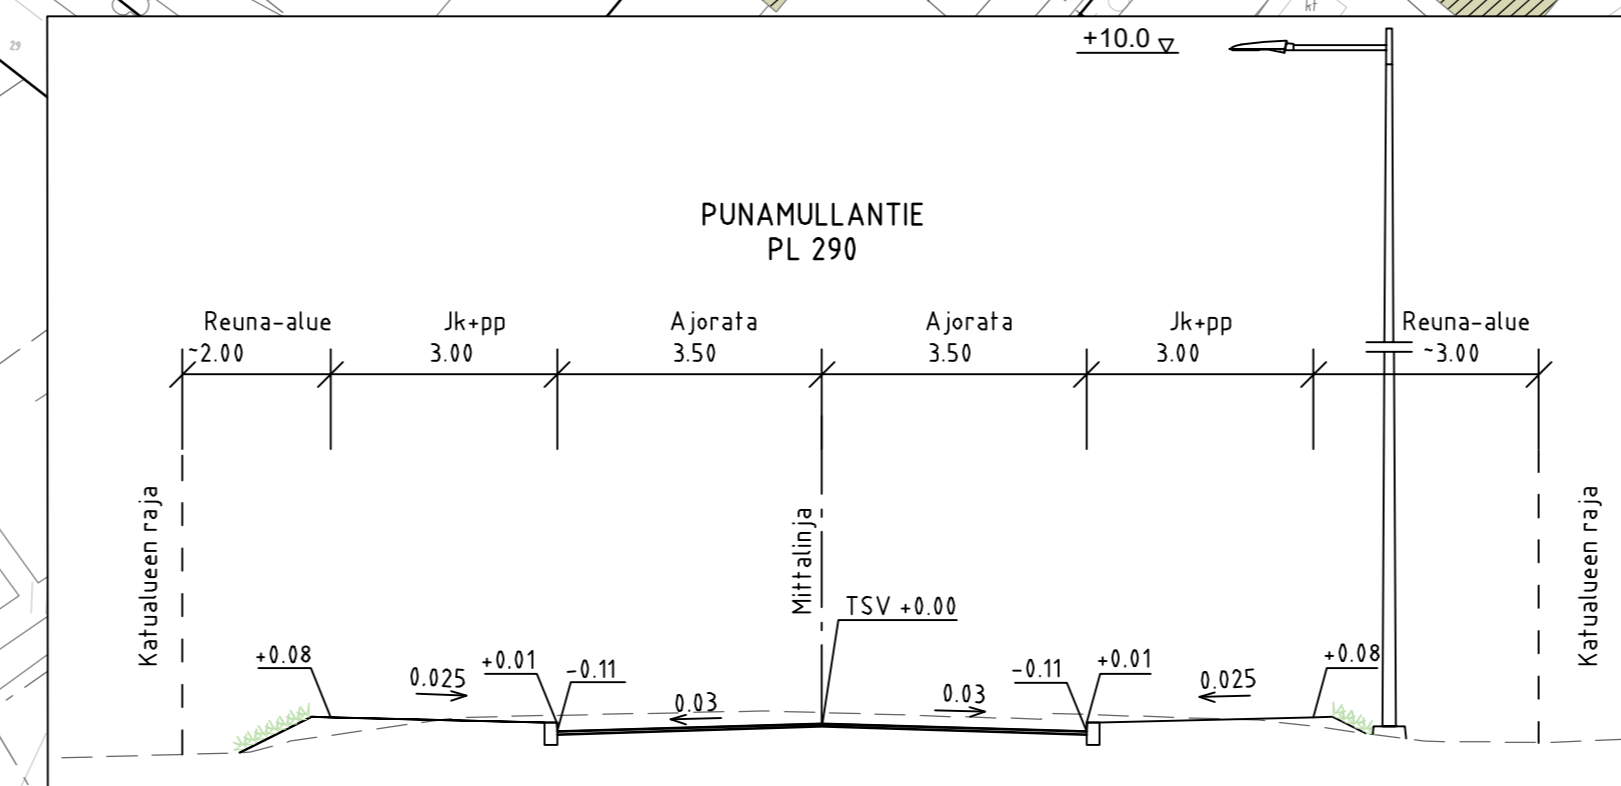 kt
29
+10.0
PUNAMULLANTIE
PL 290
Reuna-alue Jk+pp Ajorata Ajorata Jk+pp Reuna-alue
~2.00 3.00 3.50 3.50 3.00 ~3.00
Katualueen raja
Mittalinja
Katualueen raja
TSV +0.00
+0.08 +0.01 -0.11 -0.11 +0.01 +0.08
0.025 0.03 0.03 0.025